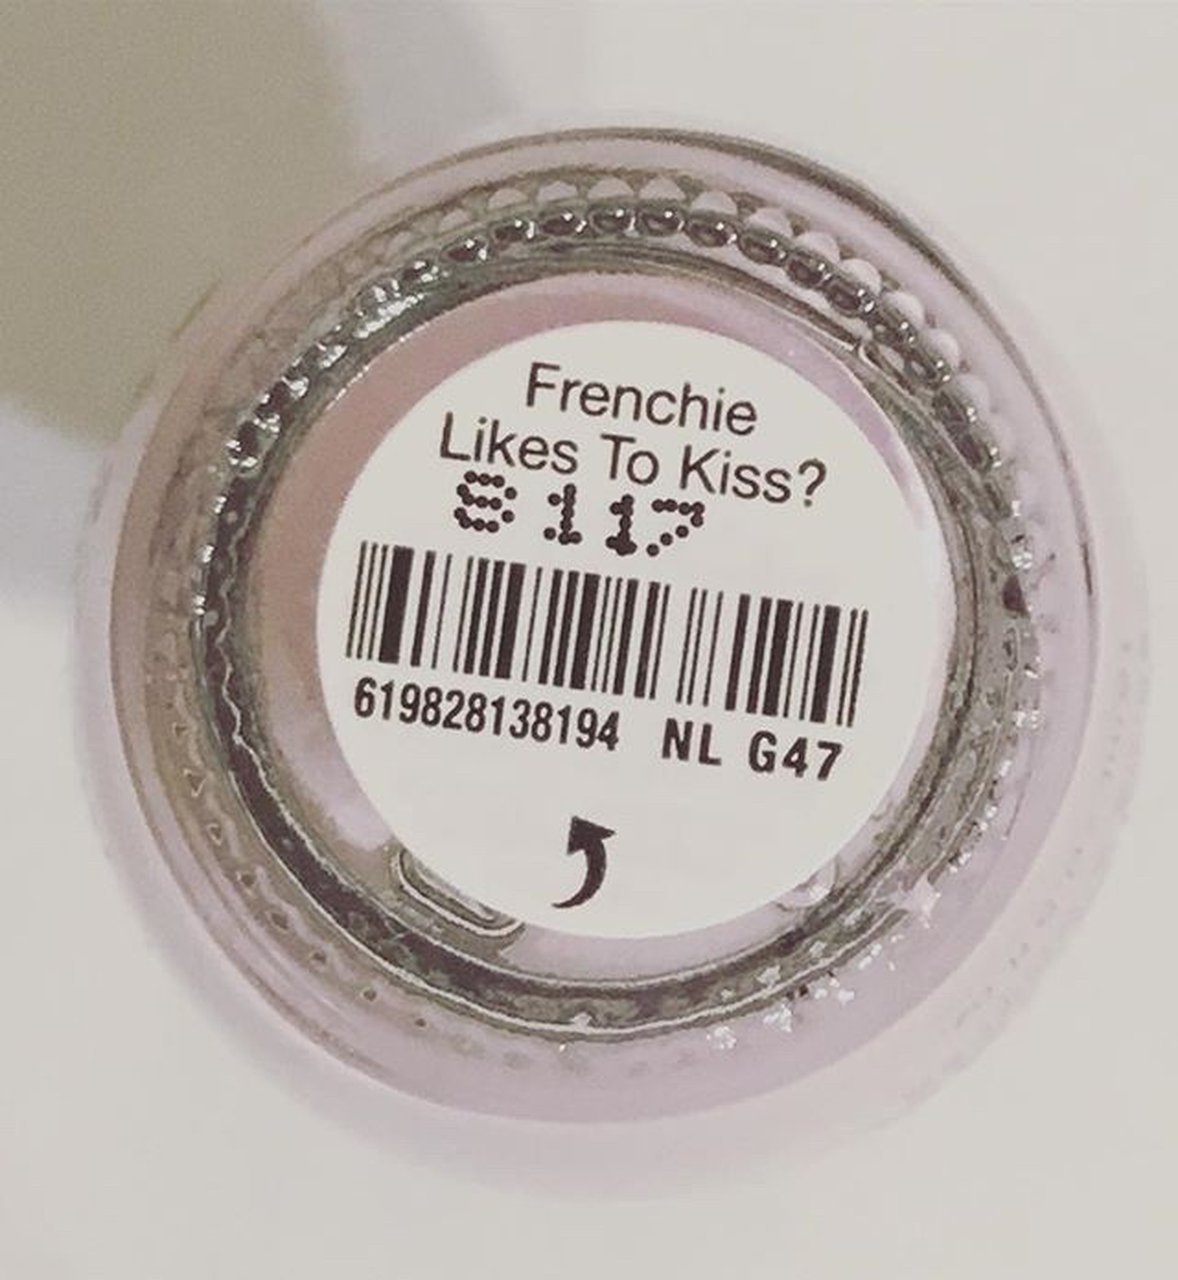 Frenchie
Likes To Kiss?
S117
619828138194 NL G47